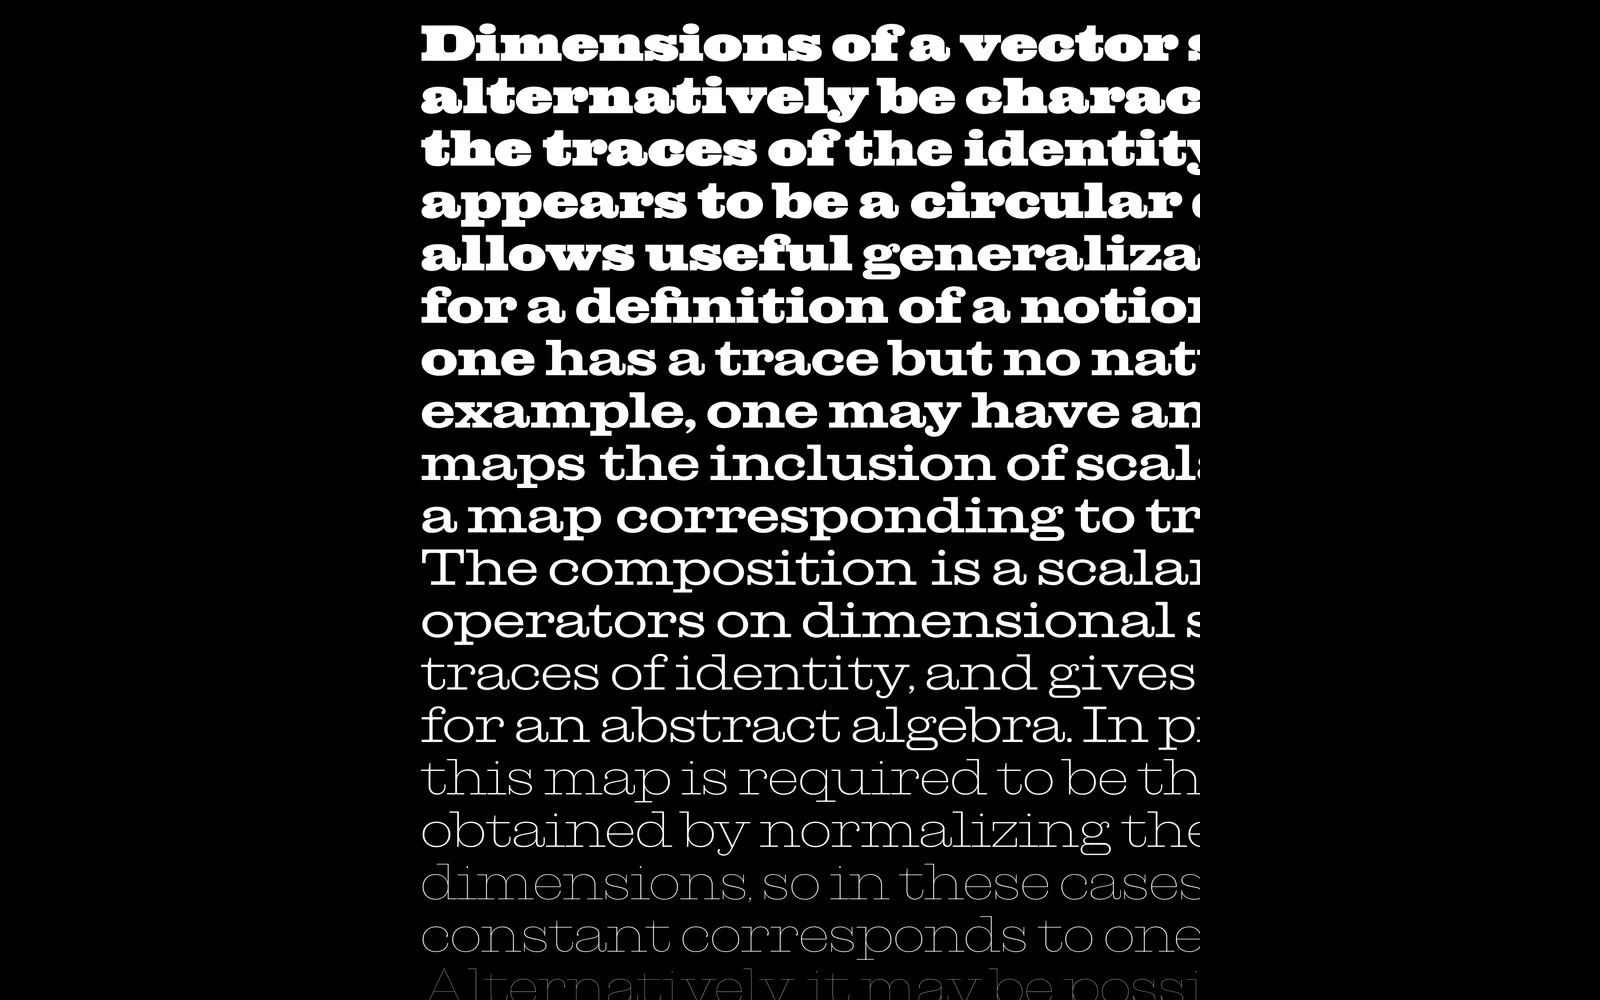 Dimensions of a vector s
alternatively be charac
the traces of the identity
appears to be a circular
allows useful generaliza
for a definition of a notion
one has a trace but no nat
example, one may have an
maps the inclusion of scala
a map corresponding to tr
The composition is a scalar
operators on dimensional s
traces of identity, and gives
for an abstract algebra. In pr
this map is required to be th
obtained by normalizing the
dimensions, so in these cases
constant corresponds to one
Alternatively it may be possi